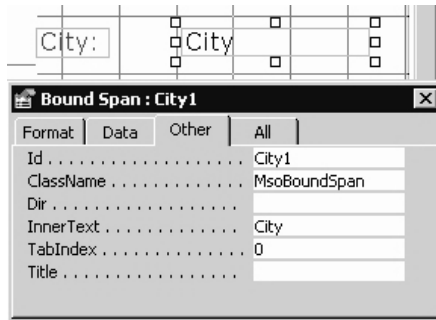 City: City
Bound Span : City1
Format Data Other All
Id . . . . . . . . . . . . . . . . . . . . . City1
ClassName . . . . . . . . . . . . . MsoBoundSpan
Dir . . . . . . . . . . . . . . . . . . . .
InnerText . . . . . . . . . . . . . City
TabIndex . . . . . . . . . . . . . . 0
Title . . . . . . . . . . . . . . . . . . .